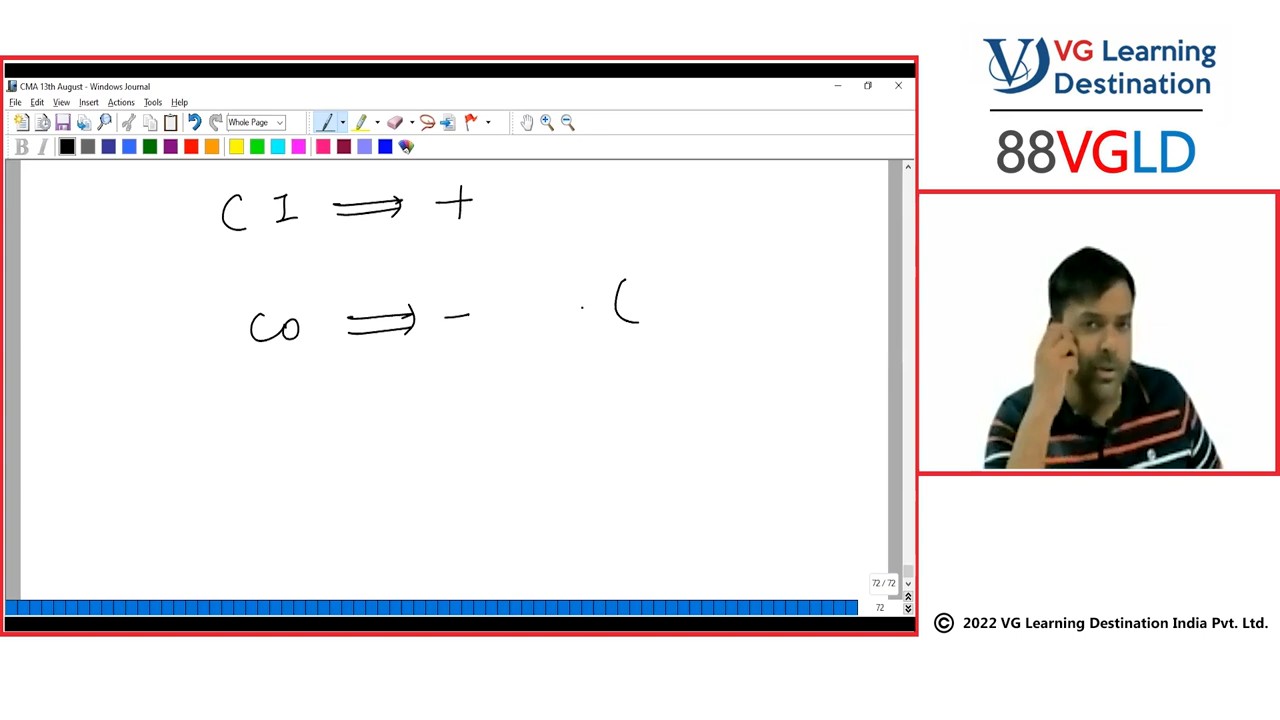 VG Learning
Destination
88VGLD
CMA 13th August - Windows Journal
File Edit View Insert Actions Tools Help
Whole Page
B I
C I ⇒ +
CO ⇒ - . (
72 / 72
72
© 2022 VG Learning Destination India Pvt. Ltd.